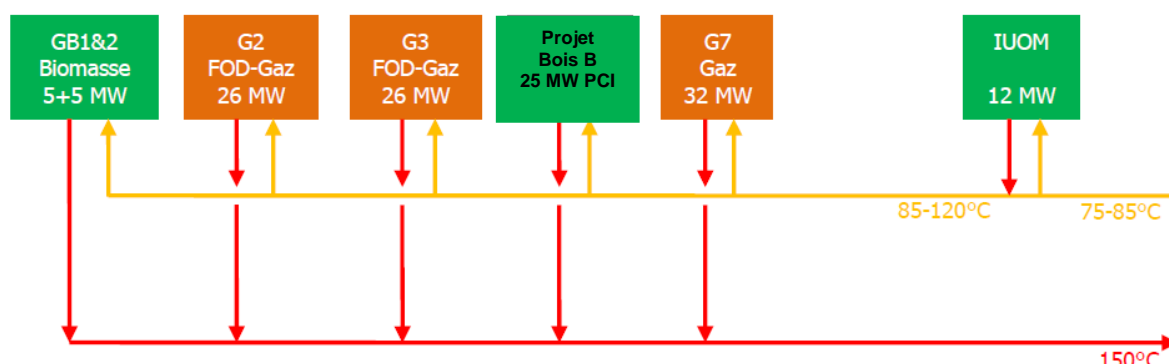 GB1&2
Biomasse
5+5 MW
G2
FOD-Gaz
26 MW
G3
FOD-Gaz
26 MW
Projet
Bois B
25 MW PCI
G7
Gaz
32 MW
IUOM
12 MW
85-120°C
75-85°C
150°C